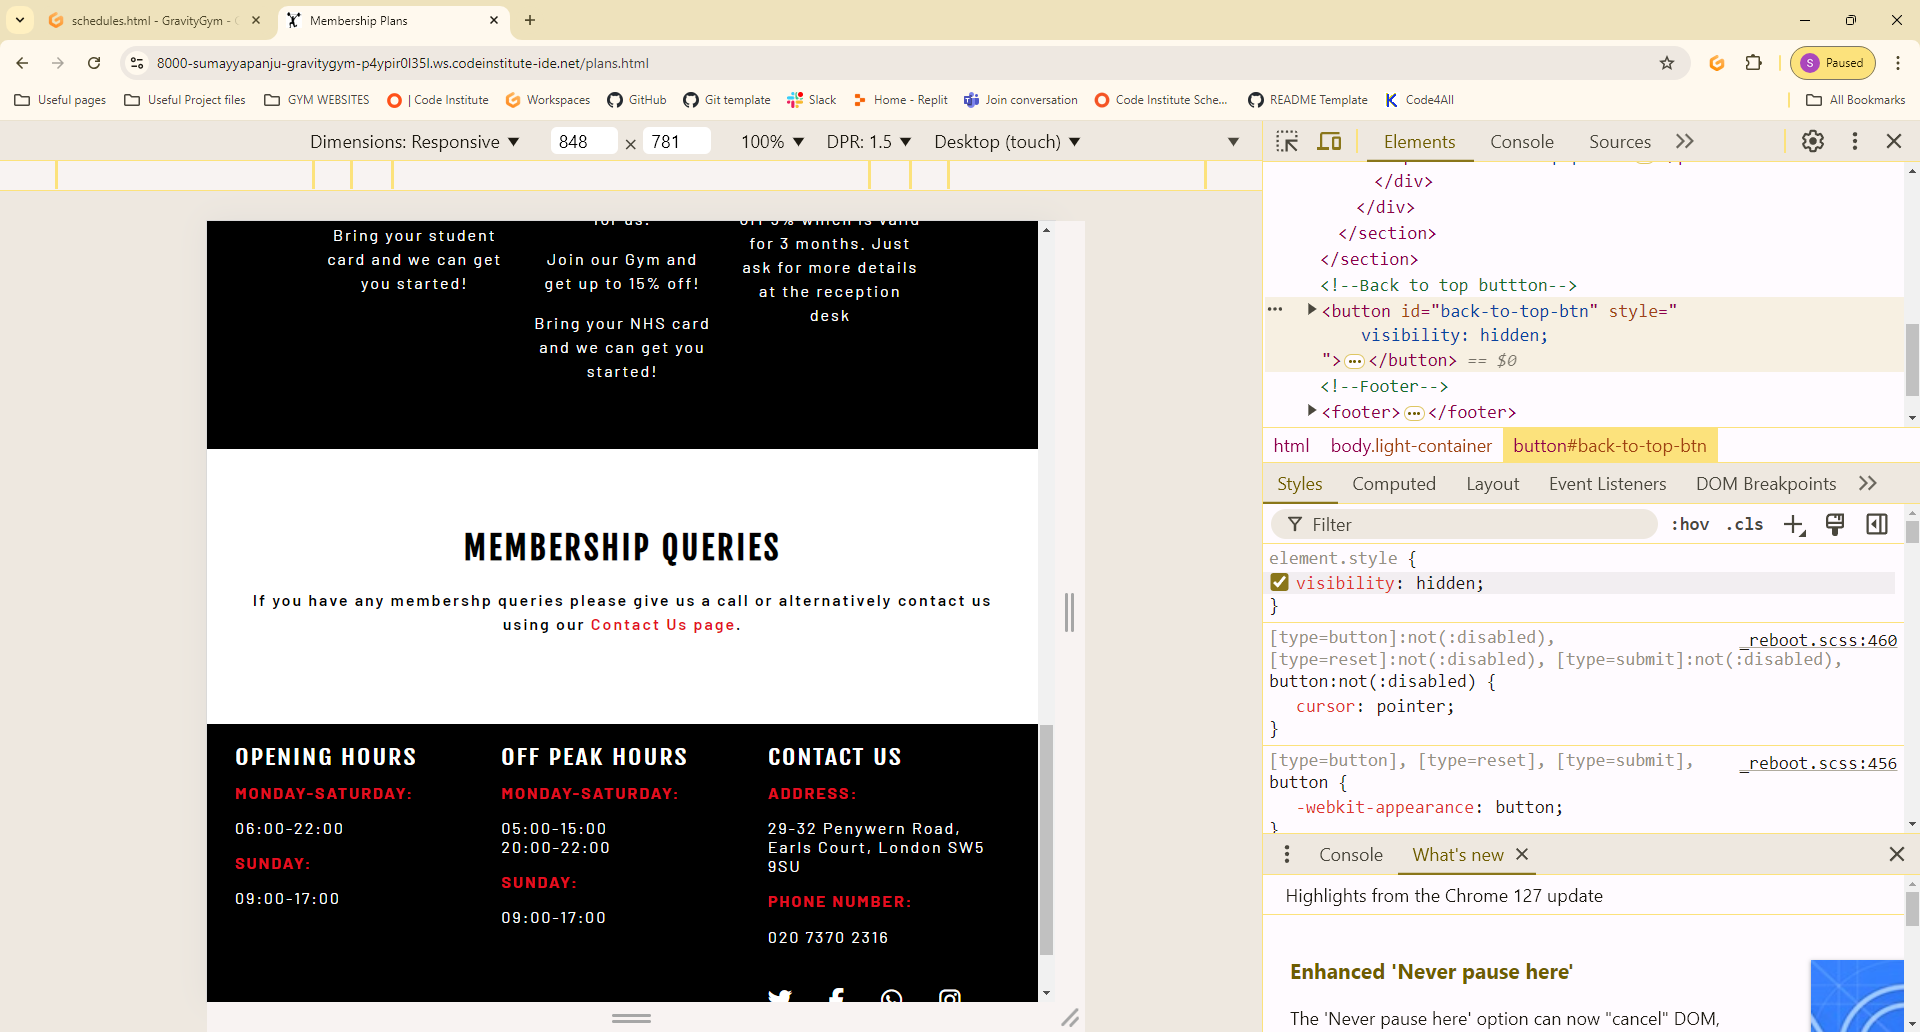 schedules.html - GravityGym -
Membership Plans
8000-sumayyapanju-gravitygym-p4ypir0l35l.ws.codeinstitute-ide.net/plans.html
S Paused
Useful pages
Useful Project files
GYM WEBSITES
| Code Institute
Workspaces
GitHub
Git template
Slack
Home - Replit
Join conversation
Code Institute Sche...
README Template
Code4All
All Bookmarks
Dimensions: Responsive
848 × 781
100%
DPR: 1.5
Desktop (touch)
Bring your student
card and we can get
you started!
for us!
Join our Gym and
get up to 15% off!
Bring your NHS card
and we can get you
started!
off 5% which is valid
for 3 months. Just
ask for more details
at the reception
desk
MEMBERSHIP QUERIES
If you have any membershp queries please give us a call or alternatively contact us
using our Contact Us page.
OPENING HOURS
MONDAY-SATURDAY:
06:00-22:00
SUNDAY:
09:00-17:00
OFF PEAK HOURS
MONDAY-SATURDAY:
05:00-15:00
20:00-22:00
SUNDAY:
09:00-17:00
CONTACT US
ADDRESS:
29-32 Penywern Road,
Earls Court, London SW5
9SU
PHONE NUMBER:
020 7370 2316
Elements
Console
Sources
</div>
</div>
</section>
</section>
<!--Back to top buttton-->
<button id="back-to-top-btn" style="
visibility: hidden;
">…</button> == $0
<!--Footer-->
<footer>…</footer>
html
body.light-container
button#back-to-top-btn
Styles
Computed
Layout
Event Listeners
DOM Breakpoints
Filter
:hov
.cls
element.style {
visibility: hidden;
}
[type=button]:not(:disabled), _reboot.scss:460
[type=reset]:not(:disabled), [type=submit]:not(:disabled),
button:not(:disabled) {
cursor: pointer;
}
[type=button], [type=reset], [type=submit], _reboot.scss:456
button {
-webkit-appearance: button;
}
Console
What's new
Highlights from the Chrome 127 update
Enhanced 'Never pause here'
The 'Never pause here' option can now "cancel" DOM,